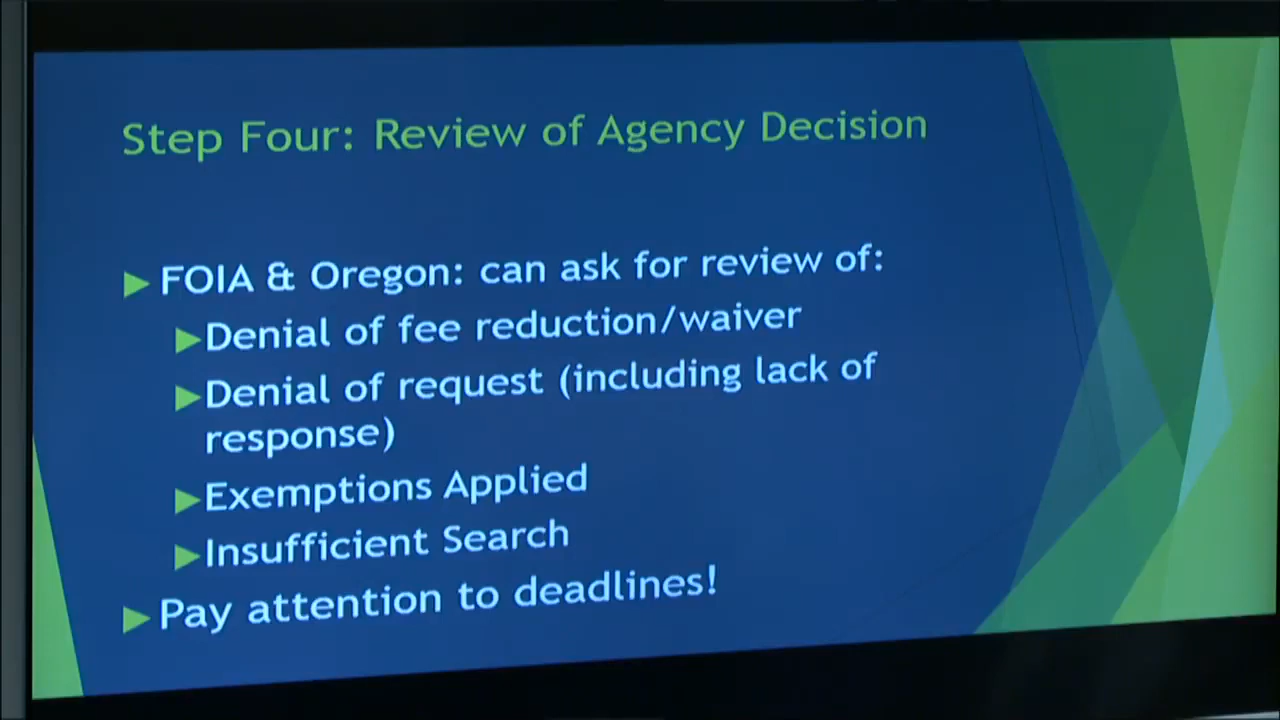 Step Four: Review of Agency Decision
FOIA & Oregon: can ask for review of:
Denial of fee reduction/waiver
Denial of request (including lack of
response)
Exemptions Applied
Insufficient Search
Pay attention to deadlines!